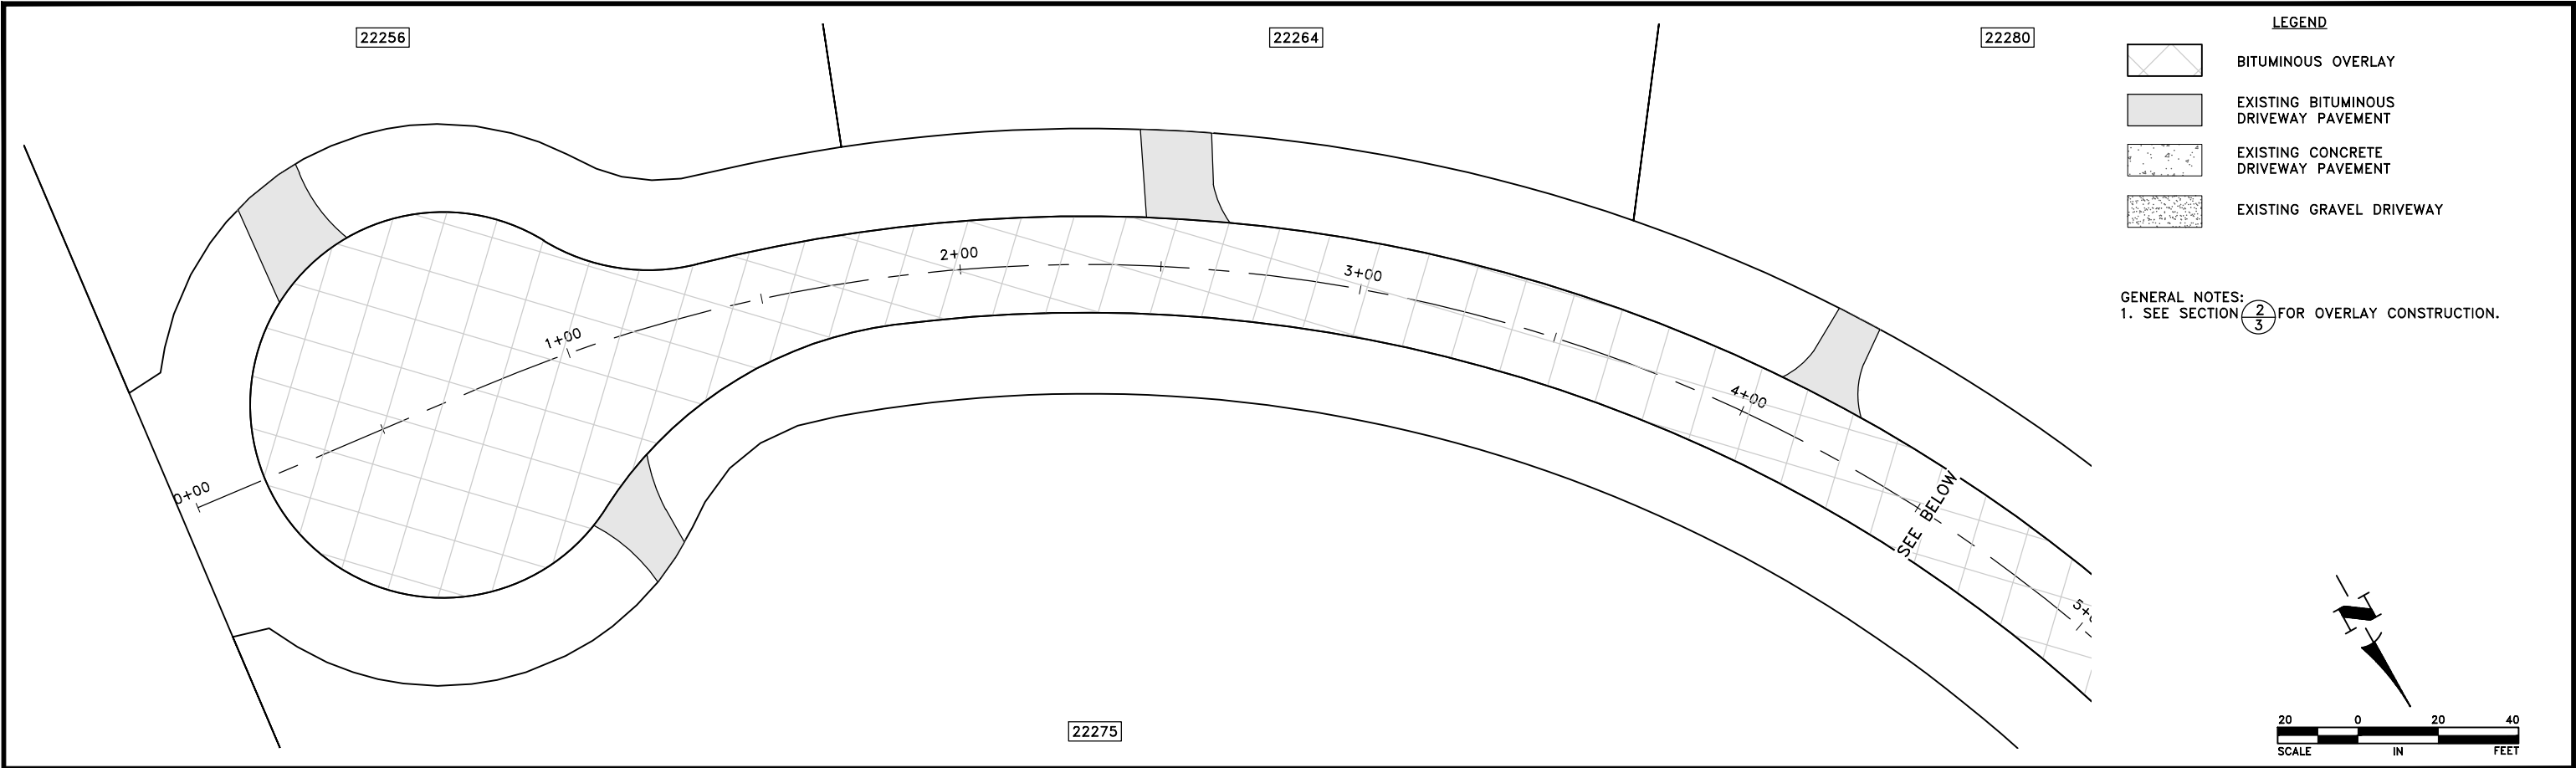 22256
22264
22280
22275
0+00
1+00
2+00
3+00
4+00
SEE BELOW
LEGEND
BITUMINOUS OVERLAY
EXISTING BITUMINOUS
DRIVEWAY PAVEMENT
EXISTING CONCRETE
DRIVEWAY PAVEMENT
EXISTING GRAVEL DRIVEWAY
GENERAL NOTES:
1. SEE SECTION 2/3 FOR OVERLAY CONSTRUCTION.
N
20 0 20 40
SCALE IN FEET